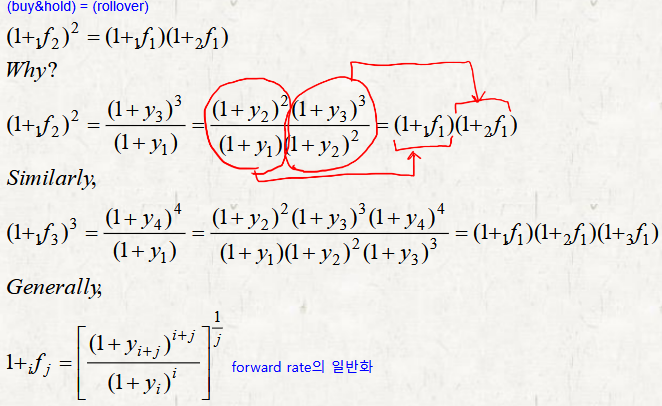 (buy&hold) = (rollover)
(1+₁f₂)² = (1+₁f₁)(1+₂f₁)
Why?
(1+₁f₂)² = (1+y₃)³/(1+y₁) = (1+y₂)²/(1+y₁) (1+y₃)³/(1+y₂)² = (1+₁f₁)(1+₂f₁)
Similarly,
(1+₁f₃)³ = (1+y₄)⁴/(1+y₁) = (1+y₂)²(1+y₃)³(1+y₄)⁴/(1+y₁)(1+y₂)²(1+y₃)³ = (1+₁f₁)(1+₂f₁)(1+₃f₁)
Generally,
1+ᵢfⱼ = [(1+yᵢ₊ⱼ)ⁱ⁺ʲ/(1+yᵢ)ⁱ]^(1/j) forward rate의 일반화